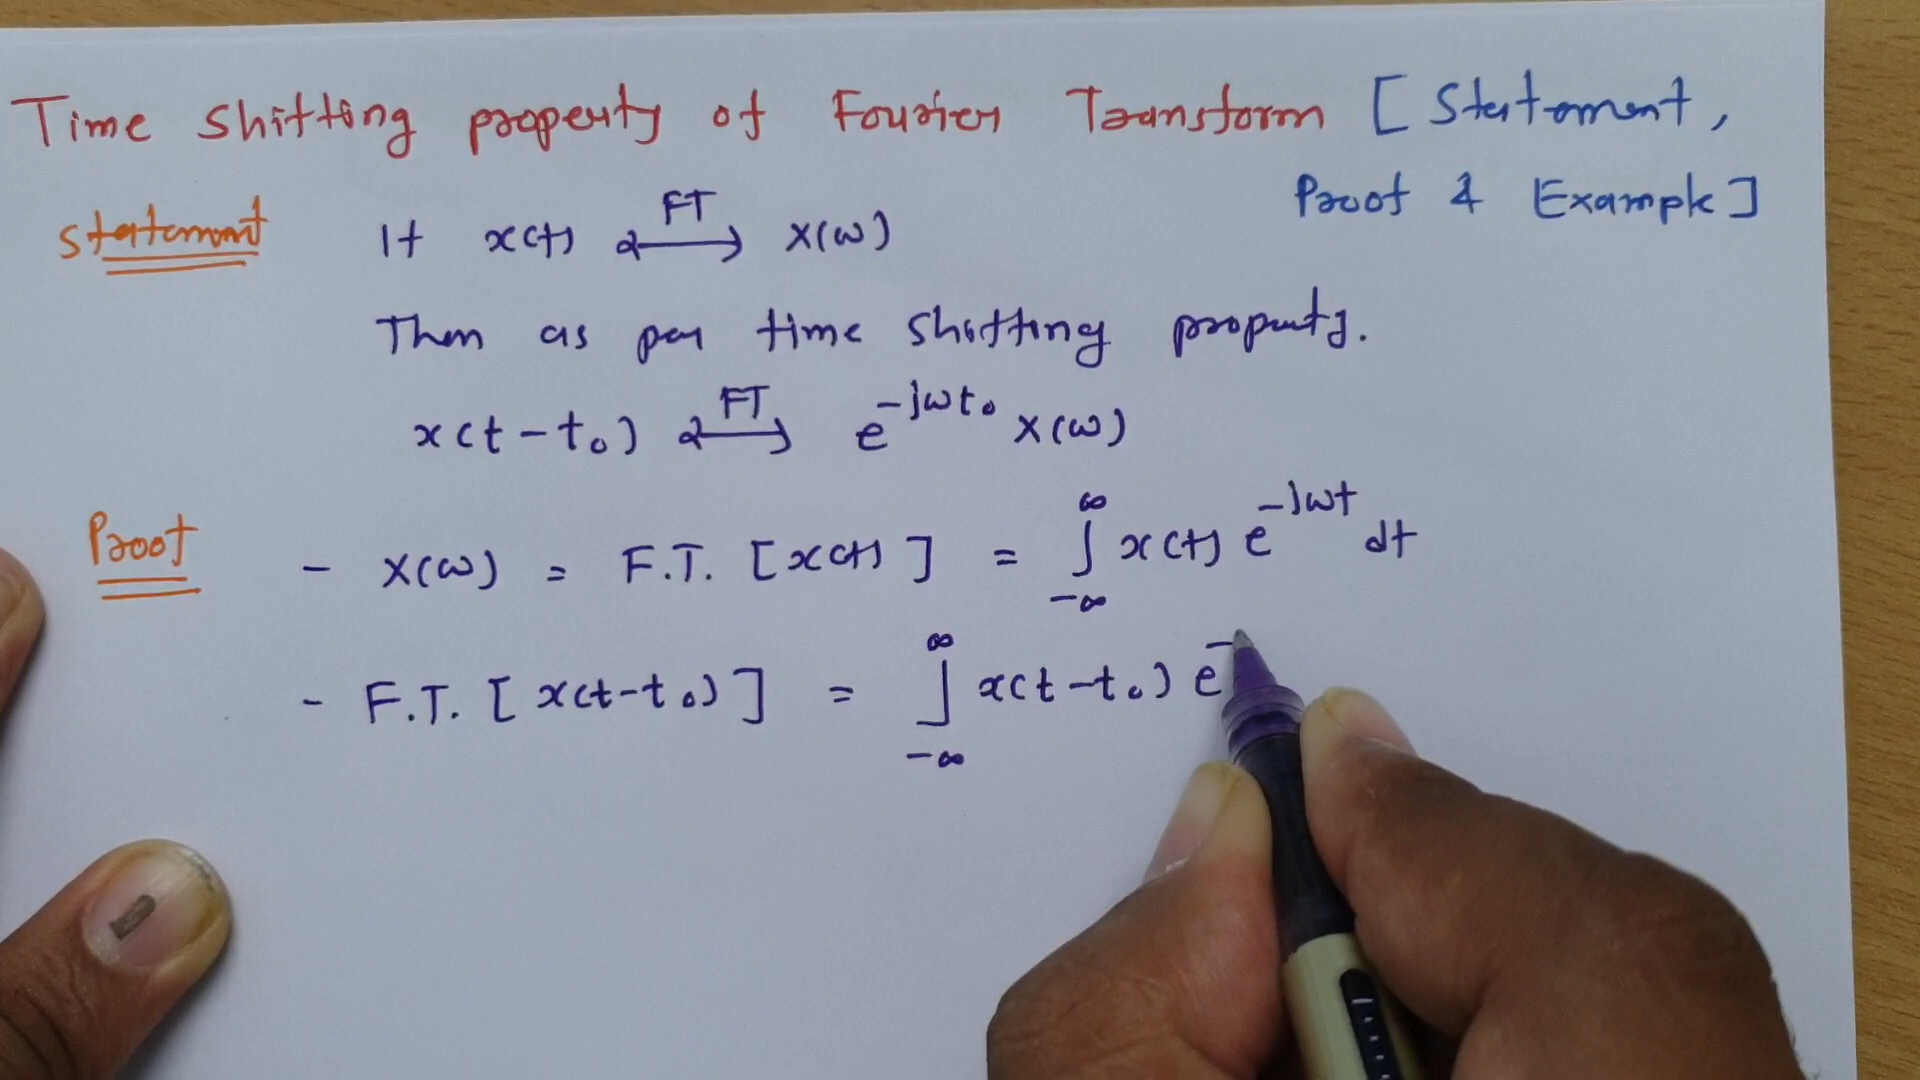 Time shifting property of Fourier Transform [Statement,
Proof & Example]
Statement If x(t) ⟷ FT X(ω)
Then as per time shifting property.
x(t-t₀) ⟷ FT e^{-jωt₀} X(ω)
Proof - X(ω) = F.T. [x(t)] = ∫_{-∞}^{∞} x(t) e^{-jωt} dt
- F.T. [x(t-t₀)] = ∫_{-∞}^{∞} x(t-t₀) e^{-